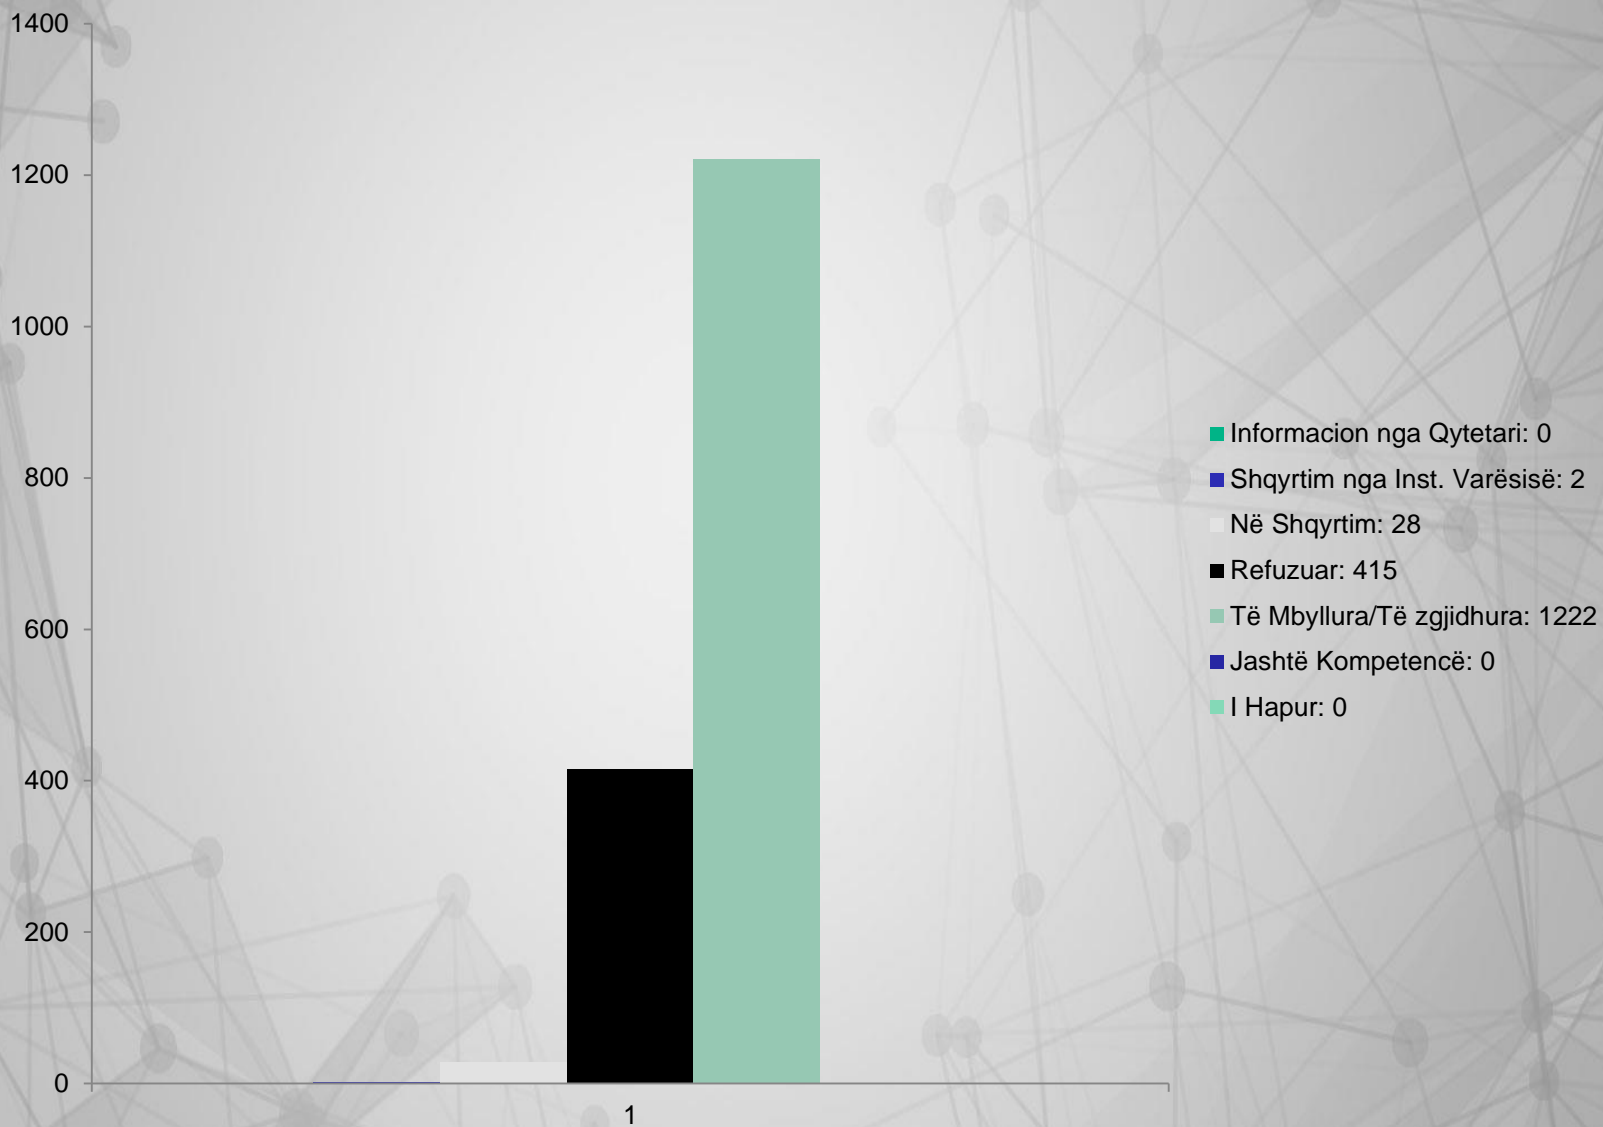 1400
1200
1000
800
600
400
200
0
1
Informacion nga Qytetari: 0
Shqyrtim nga Inst. Varësisë: 2
Në Shqyrtim: 28
Refuzuar: 415
Të Mbyllura/Të zgjidhura: 1222
Jashtë Kompetencë: 0
I Hapur: 0